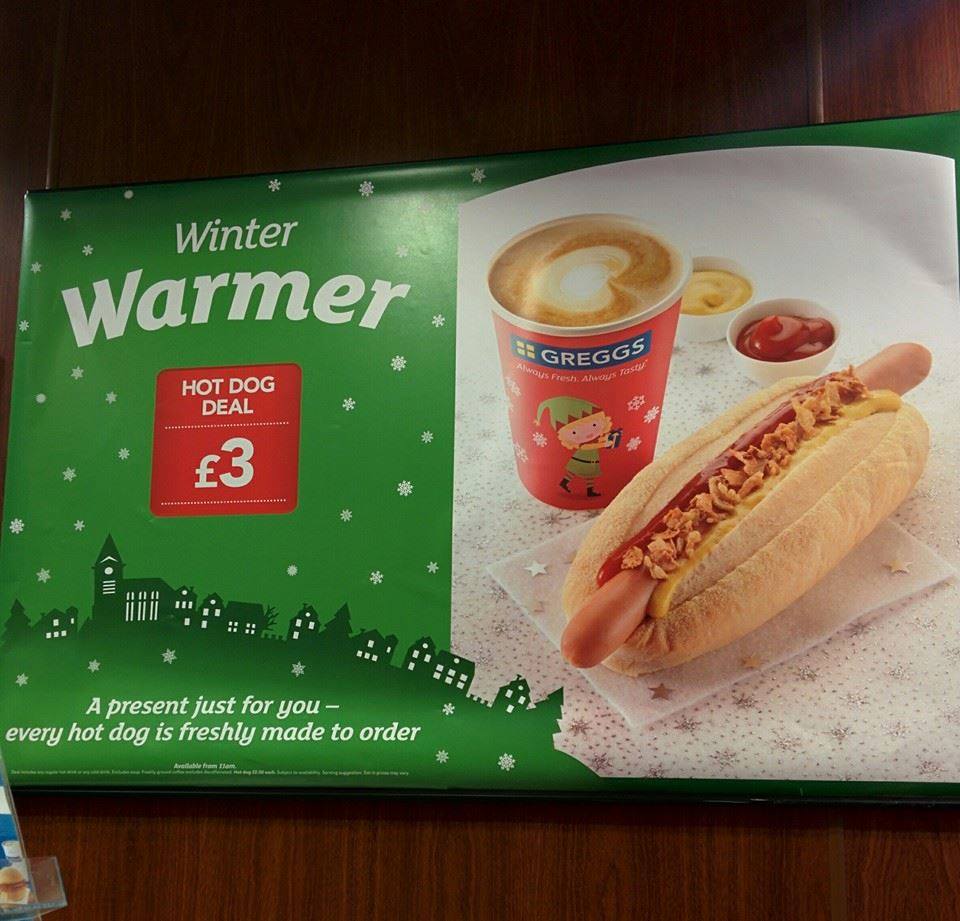 Winter
Warmer
HOT DOG
DEAL
£3
GREGGS
Always Fresh. Always Tasty.
A present just for you –
every hot dog is freshly made to order
Available from 11am.